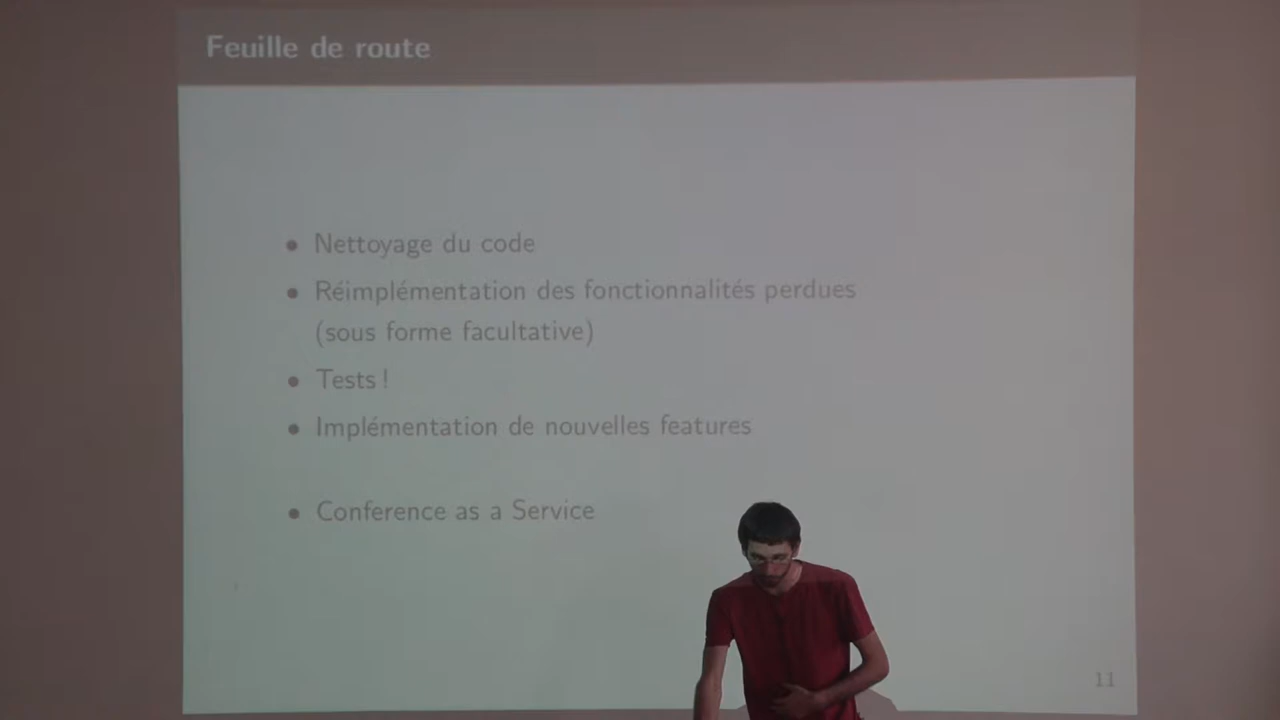 Feuille de route
• Nettoyage du code
• Réimplémentation des fonctionnalités perdues
(sous forme facultative)
• Tests !
• Implémentation de nouvelles features
• Conference as a Service
11